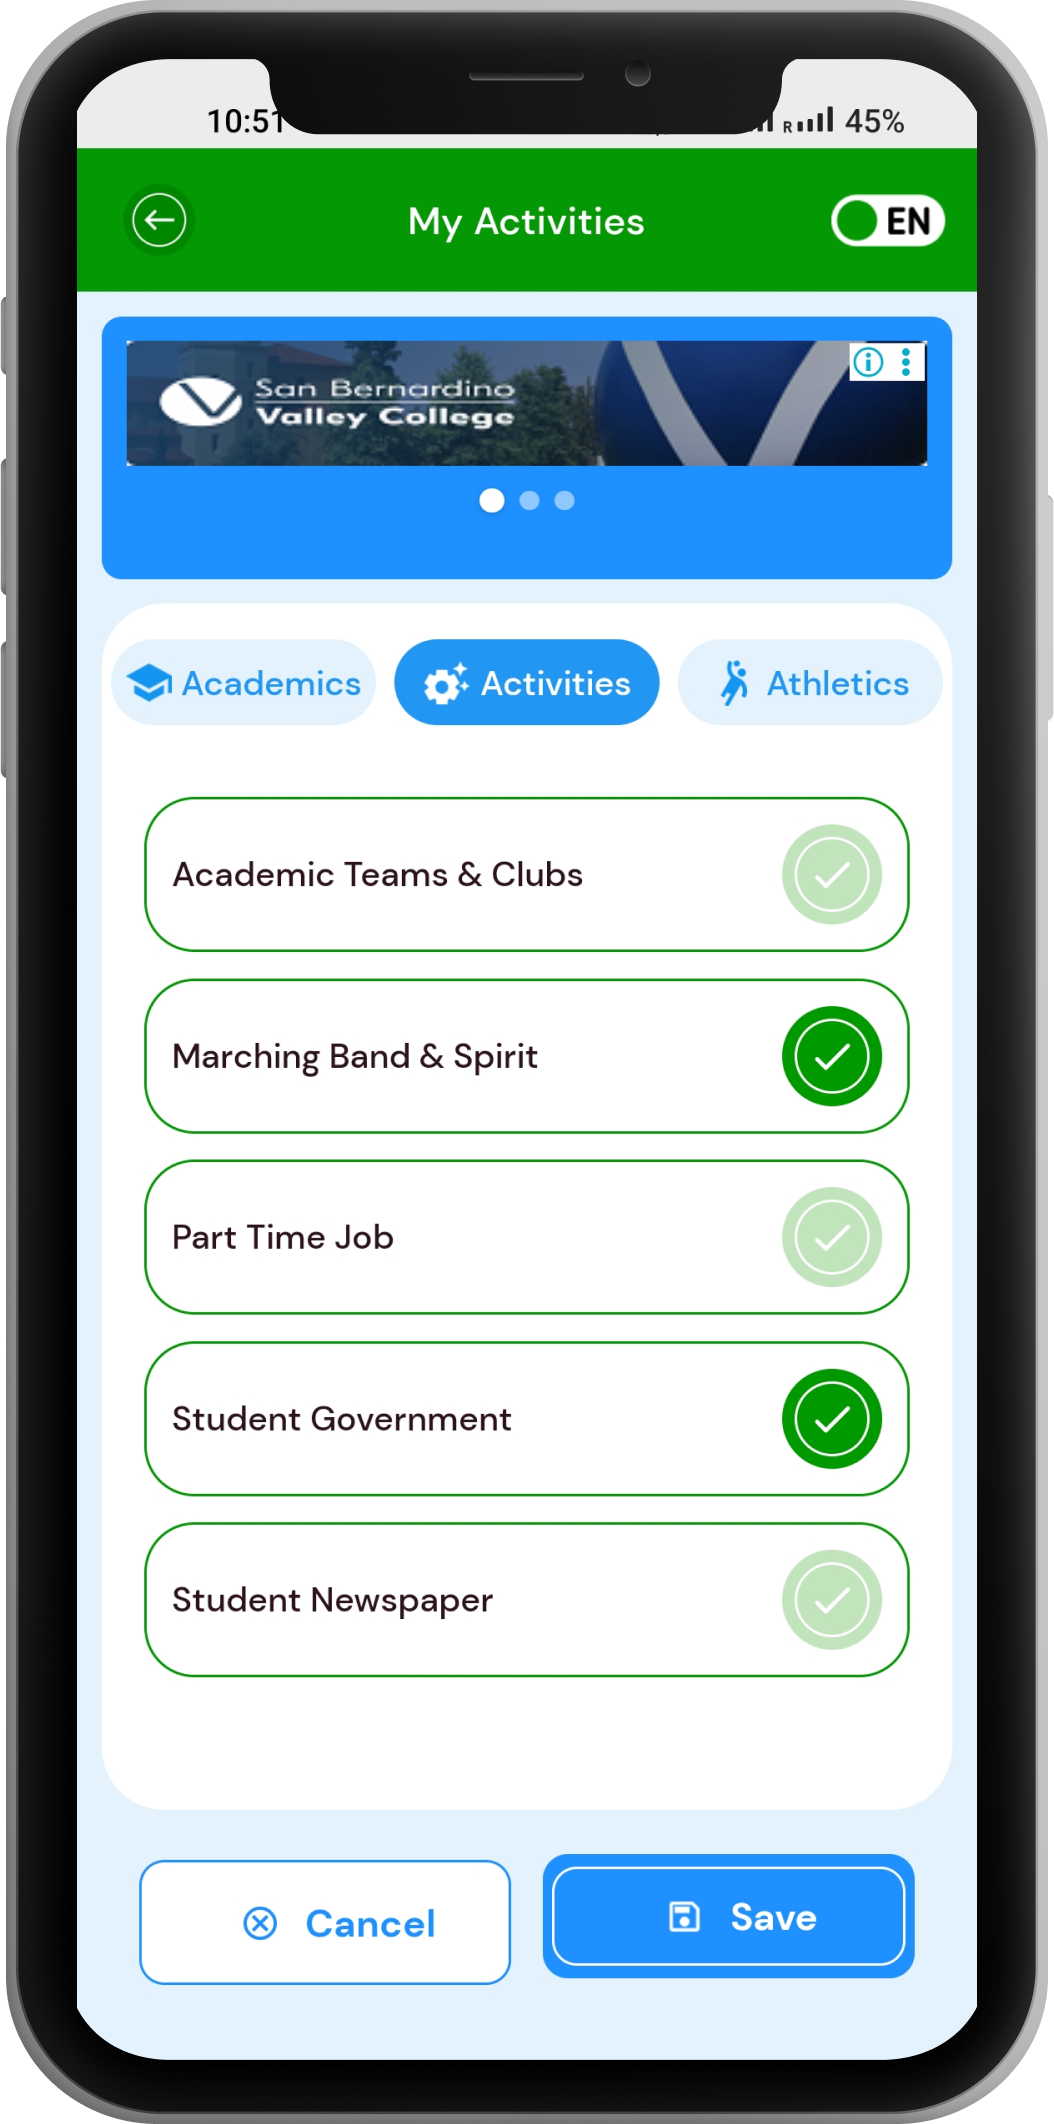 10:51
R 45%
My Activities
EN
San Bernardino
Valley College
Academics
Activities
Athletics
Academic Teams & Clubs
Marching Band & Spirit
Part Time Job
Student Government
Student Newspaper
Cancel
Save